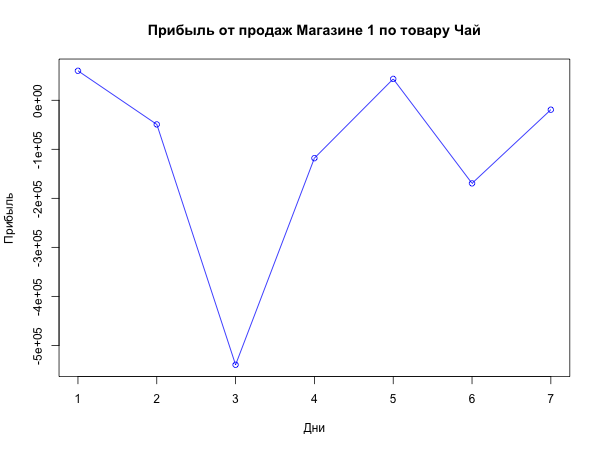 Прибыль от продаж Магазине 1 по товару Чай
Прибыль
0e+00
-1e+05
-2e+05
-3e+05
-4e+05
-5e+05
1 2 3 4 5 6 7
Дни